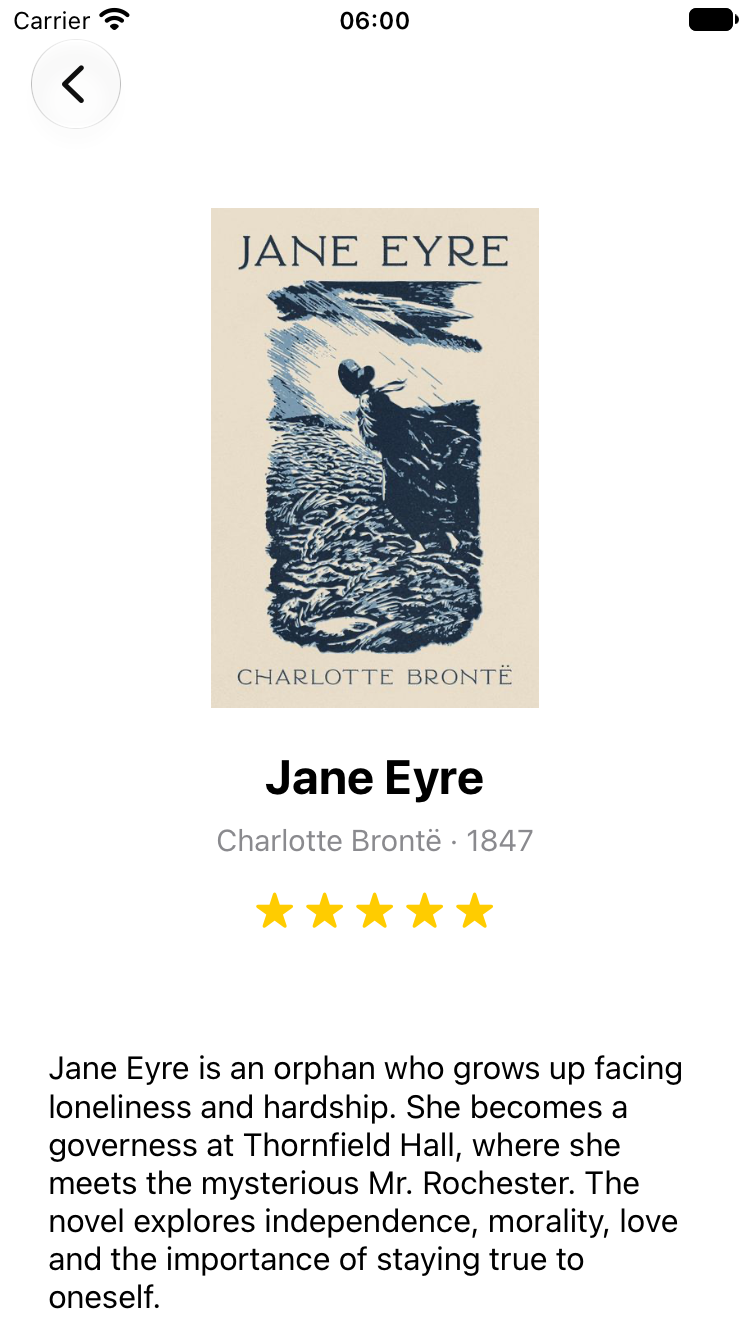 Carrier 06:00
JANE EYRE
CHARLOTTE BRONTË
Jane Eyre
Charlotte Brontë · 1847
Jane Eyre is an orphan who grows up facing
loneliness and hardship. She becomes a
governess at Thornfield Hall, where she
meets the mysterious Mr. Rochester. The
novel explores independence, morality, love
and the importance of staying true to
oneself.